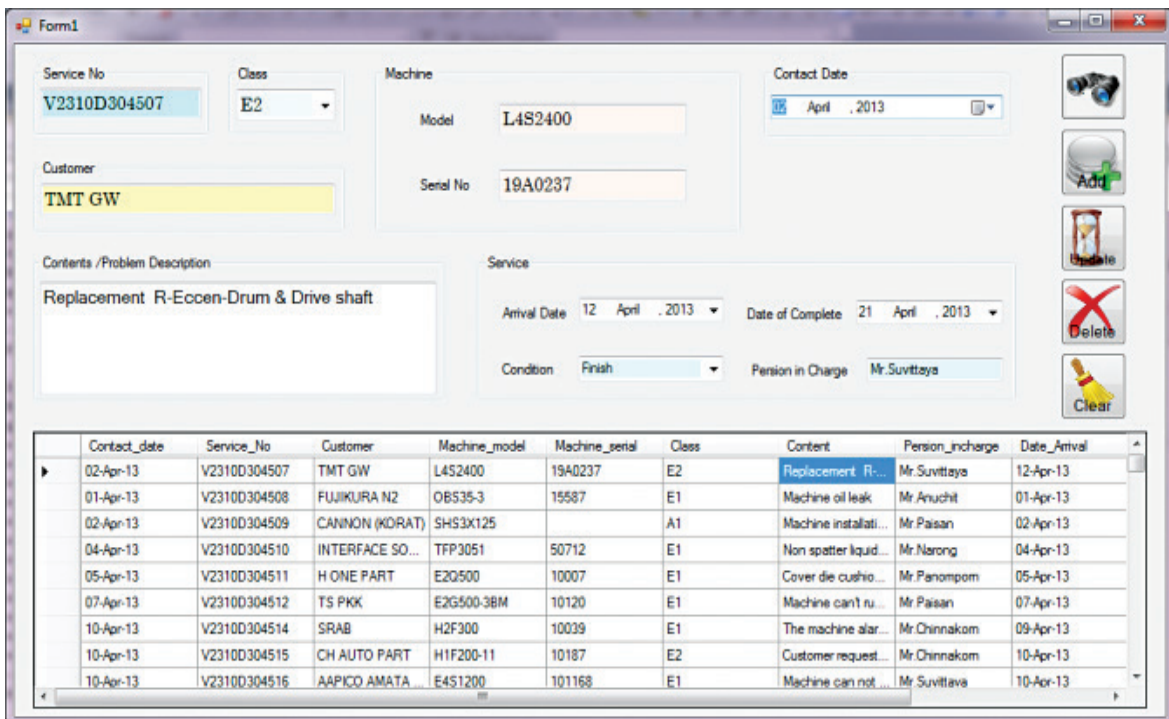 Form1
Service No
Class
Machine
Contact Date
V2310D304507
E2
02 April , 2013
Model L4S2400
Add
Customer
Serial No 19A0237
TMT GW
Update
Contents /Problem Description
Service
Replacement R-Eccen-Drum & Drive shaft
Arrival Date 12 April , 2013
Date of Complete 21 April , 2013
Delete
Condition Finish
Persion in Charge Mr.Suvittaya
Clear
Contact_date Service_No Customer Machine_model Machine_serial Class Content Persion_incharge Date_Arrival
02-Apr-13 V2310D304507 TMT GW L4S2400 19A0237 E2 Replacement R-... Mr.Suvittaya 12-Apr-13
01-Apr-13 V2310D304508 FUJIKURA N2 OBS35-3 15587 E1 Machine oil leak Mr.Anuchit 01-Apr-13
02-Apr-13 V2310D304509 CANNON (KORAT) SHS3X125 A1 Machine installati... Mr.Paisan 02-Apr-13
04-Apr-13 V2310D304510 INTERFACE SO... TFP3051 50712 E1 Non spatter liquid... Mr.Narong 04-Apr-13
05-Apr-13 V2310D304511 H ONE PART E2Q500 10007 E1 Cover die cushio... Mr.Panompom 05-Apr-13
07-Apr-13 V2310D304512 TS PKK E2G500-3BM 10120 E1 Machine can't ru... Mr.Paisan 07-Apr-13
10-Apr-13 V2310D304514 SRAB H2F300 10039 E1 The machine alar... Mr.Chinnakom 09-Apr-13
10-Apr-13 V2310D304515 CH AUTO PART H1F200-11 10187 E2 Customer request... Mr.Chinnakom 10-Apr-13
10-Apr-13 V2310D304516 AAPICO AMATA ... E4S1200 101168 E1 Machine can not ... Mr.Suvittaya 10-Apr-13